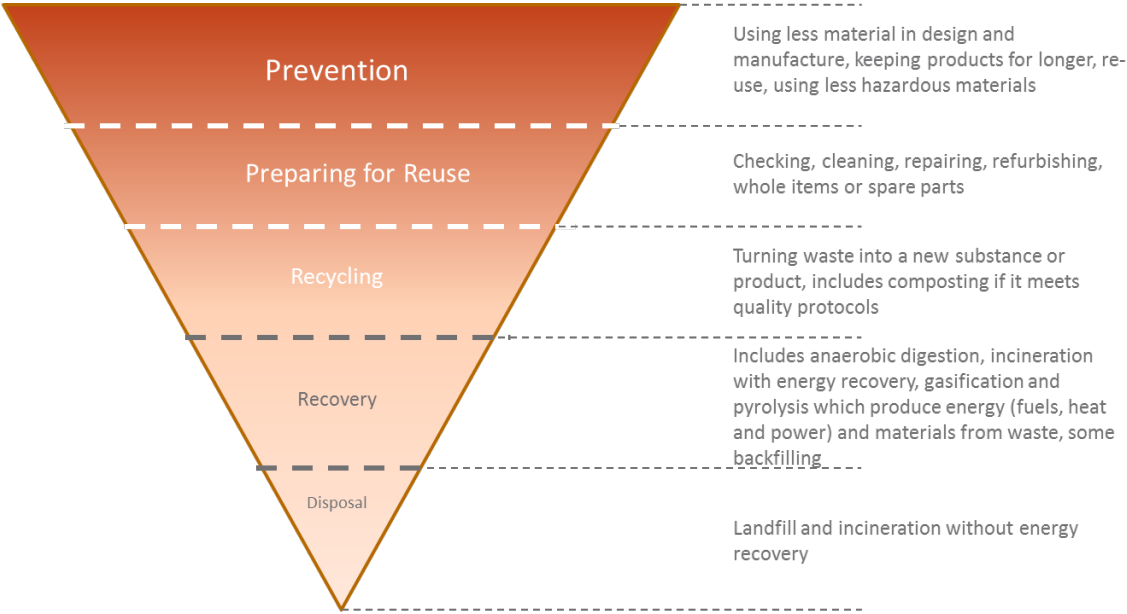 Prevention
Using less material in design and
manufacture, keeping products for longer, re-
use, using less hazardous materials
Preparing for Reuse
Checking, cleaning, repairing, refurbishing,
whole items or spare parts
Recycling
Turning waste into a new substance or
product, includes composting if it meets
quality protocols
Recovery
Includes anaerobic digestion, incineration
with energy recovery, gasification and
pyrolysis which produce energy (fuels, heat
and power) and materials from waste, some
backfilling
Disposal
Landfill and incineration without energy
recovery